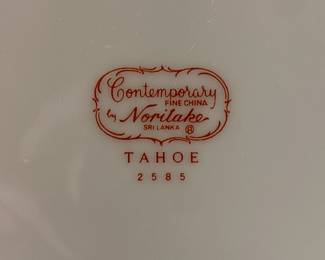 Contemporary
FINE CHINA
by Noritake
SRI LANKA ®
TAHOE
2585